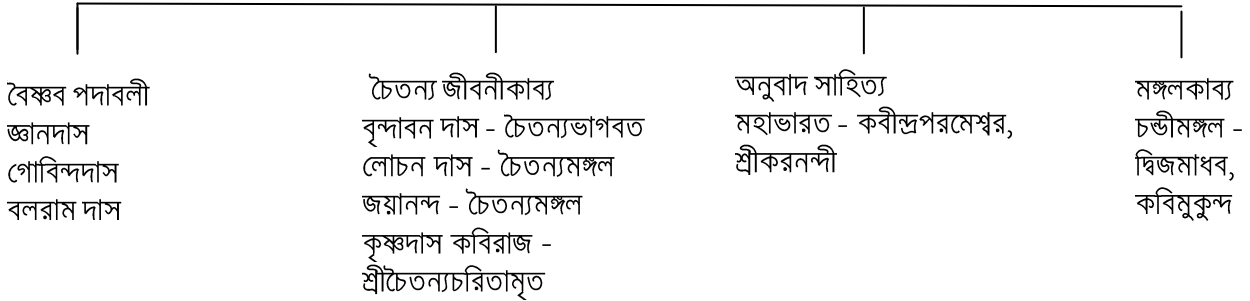 বৈষ্ণব পদাবলী
জ্ঞানদাস
গোবিন্দদাস
বলরাম দাস
চৈতন্য জীবনীকাব্য
বৃন্দাবন দাস - চৈতন্যভাগবত
লোচন দাস - চৈতন্যমঙ্গল
জয়ানন্দ - চৈতন্যমঙ্গল
কৃষ্ণদাস কবিরাজ -
শ্রীচৈতন্যচরিতামৃত
অনুবাদ সাহিত্য
মহাভারত - কবীন্দ্রপরমেশ্বর,
শ্রীকরনন্দী
মঙ্গলকাব্য
চন্ডীমঙ্গল -
দ্বিজমাধব,
কবিমুকুন্দ